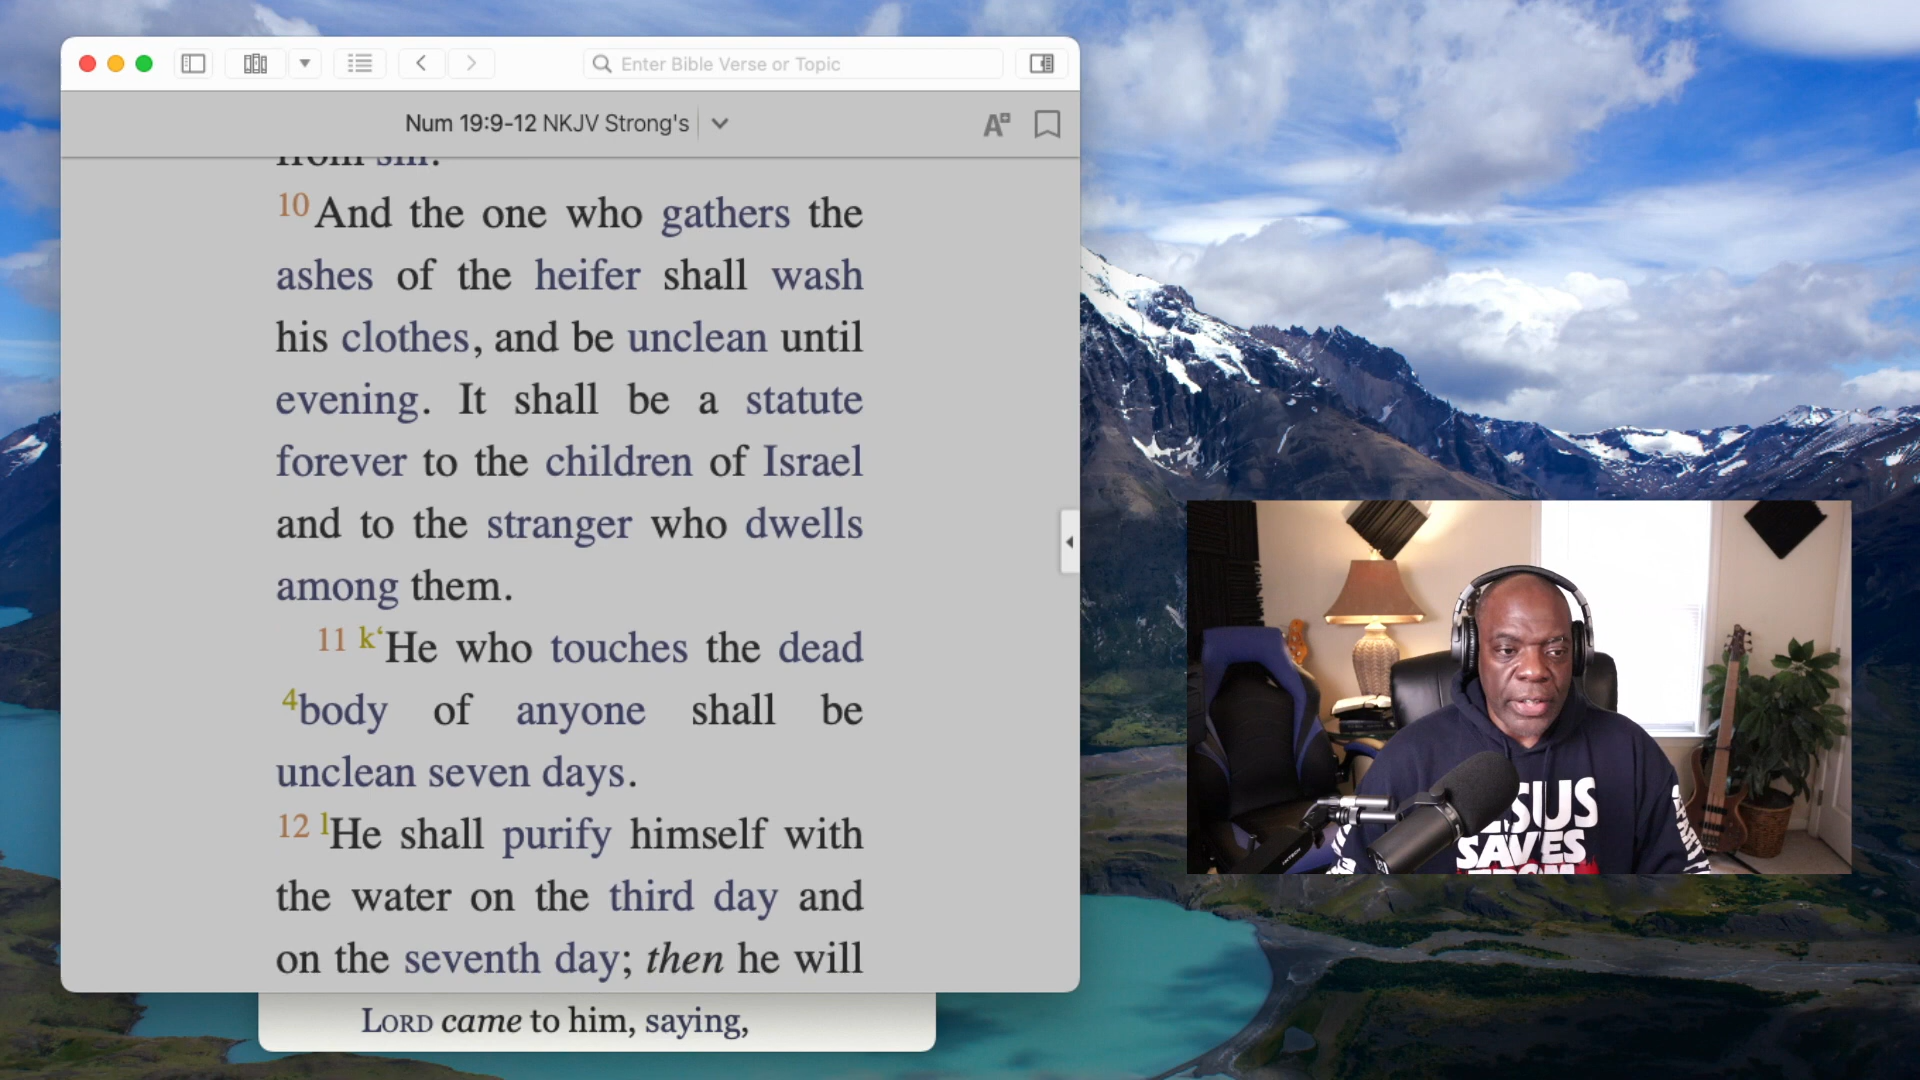 Enter Bible Verse or Topic
Num 19:9-12 NKJV Strong's
A
from sin.
10 And the one who gathers the
ashes of the heifer shall wash
his clothes, and be unclean until
evening. It shall be a statute
forever to the children of Israel
and to the stranger who dwells
among them.
11 k‘He who touches the dead
4body of anyone shall be
unclean seven days.
12 lHe shall purify himself with
the water on the third day and
on the seventh day; then he will
LORD came to him, saying,
SUS
SAVES
FROM